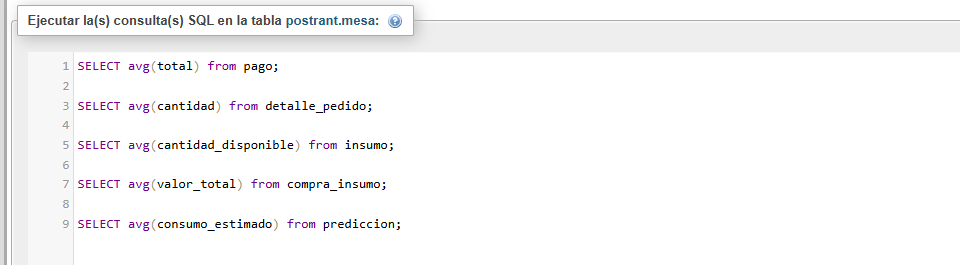 Ejecutar la(s) consulta(s) SQL en la tabla postrant.mesa:
1 SELECT avg(total) from pago;
2
3 SELECT avg(cantidad) from detalle_pedido;
4
5 SELECT avg(cantidad_disponible) from insumo;
6
7 SELECT avg(valor_total) from compra_insumo;
8
9 SELECT avg(consumo_estimado) from prediccion;